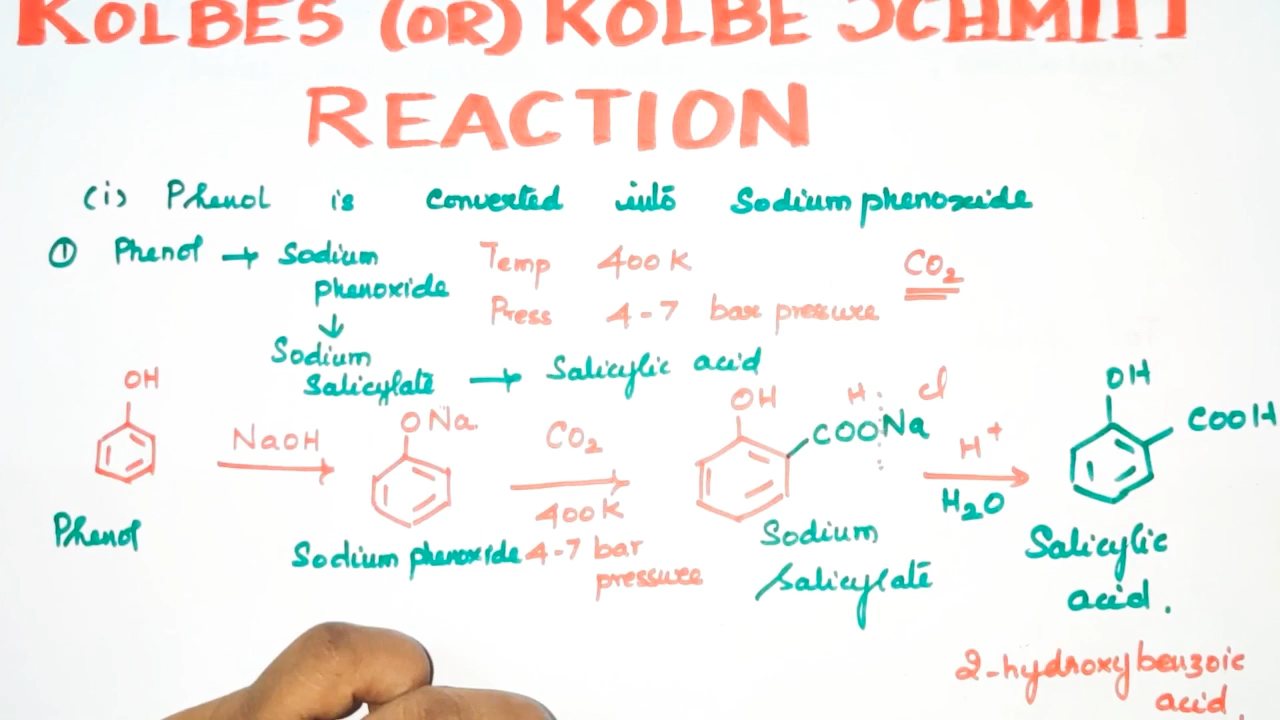 KOLBES (OR) KOLBE SCHMITT
REACTION
(i) Phenol is converted into Sodium phenoxide
① Phenol → Sodium
phenoxide
↓
Sodium
Salicylate → Salicylic acid
Temp 400 K
Press 4-7 bar pressure
CO₂
OH
Phenol
NaOH
ONa
Sodium phenoxide
CO₂
400 K
4-7 bar
pressure
OH
H cl
COONa
Sodium
Salicylate
H⁺
H₂O
OH
COOH
Salicylic
acid.
2-hydroxybenzoic
acid.